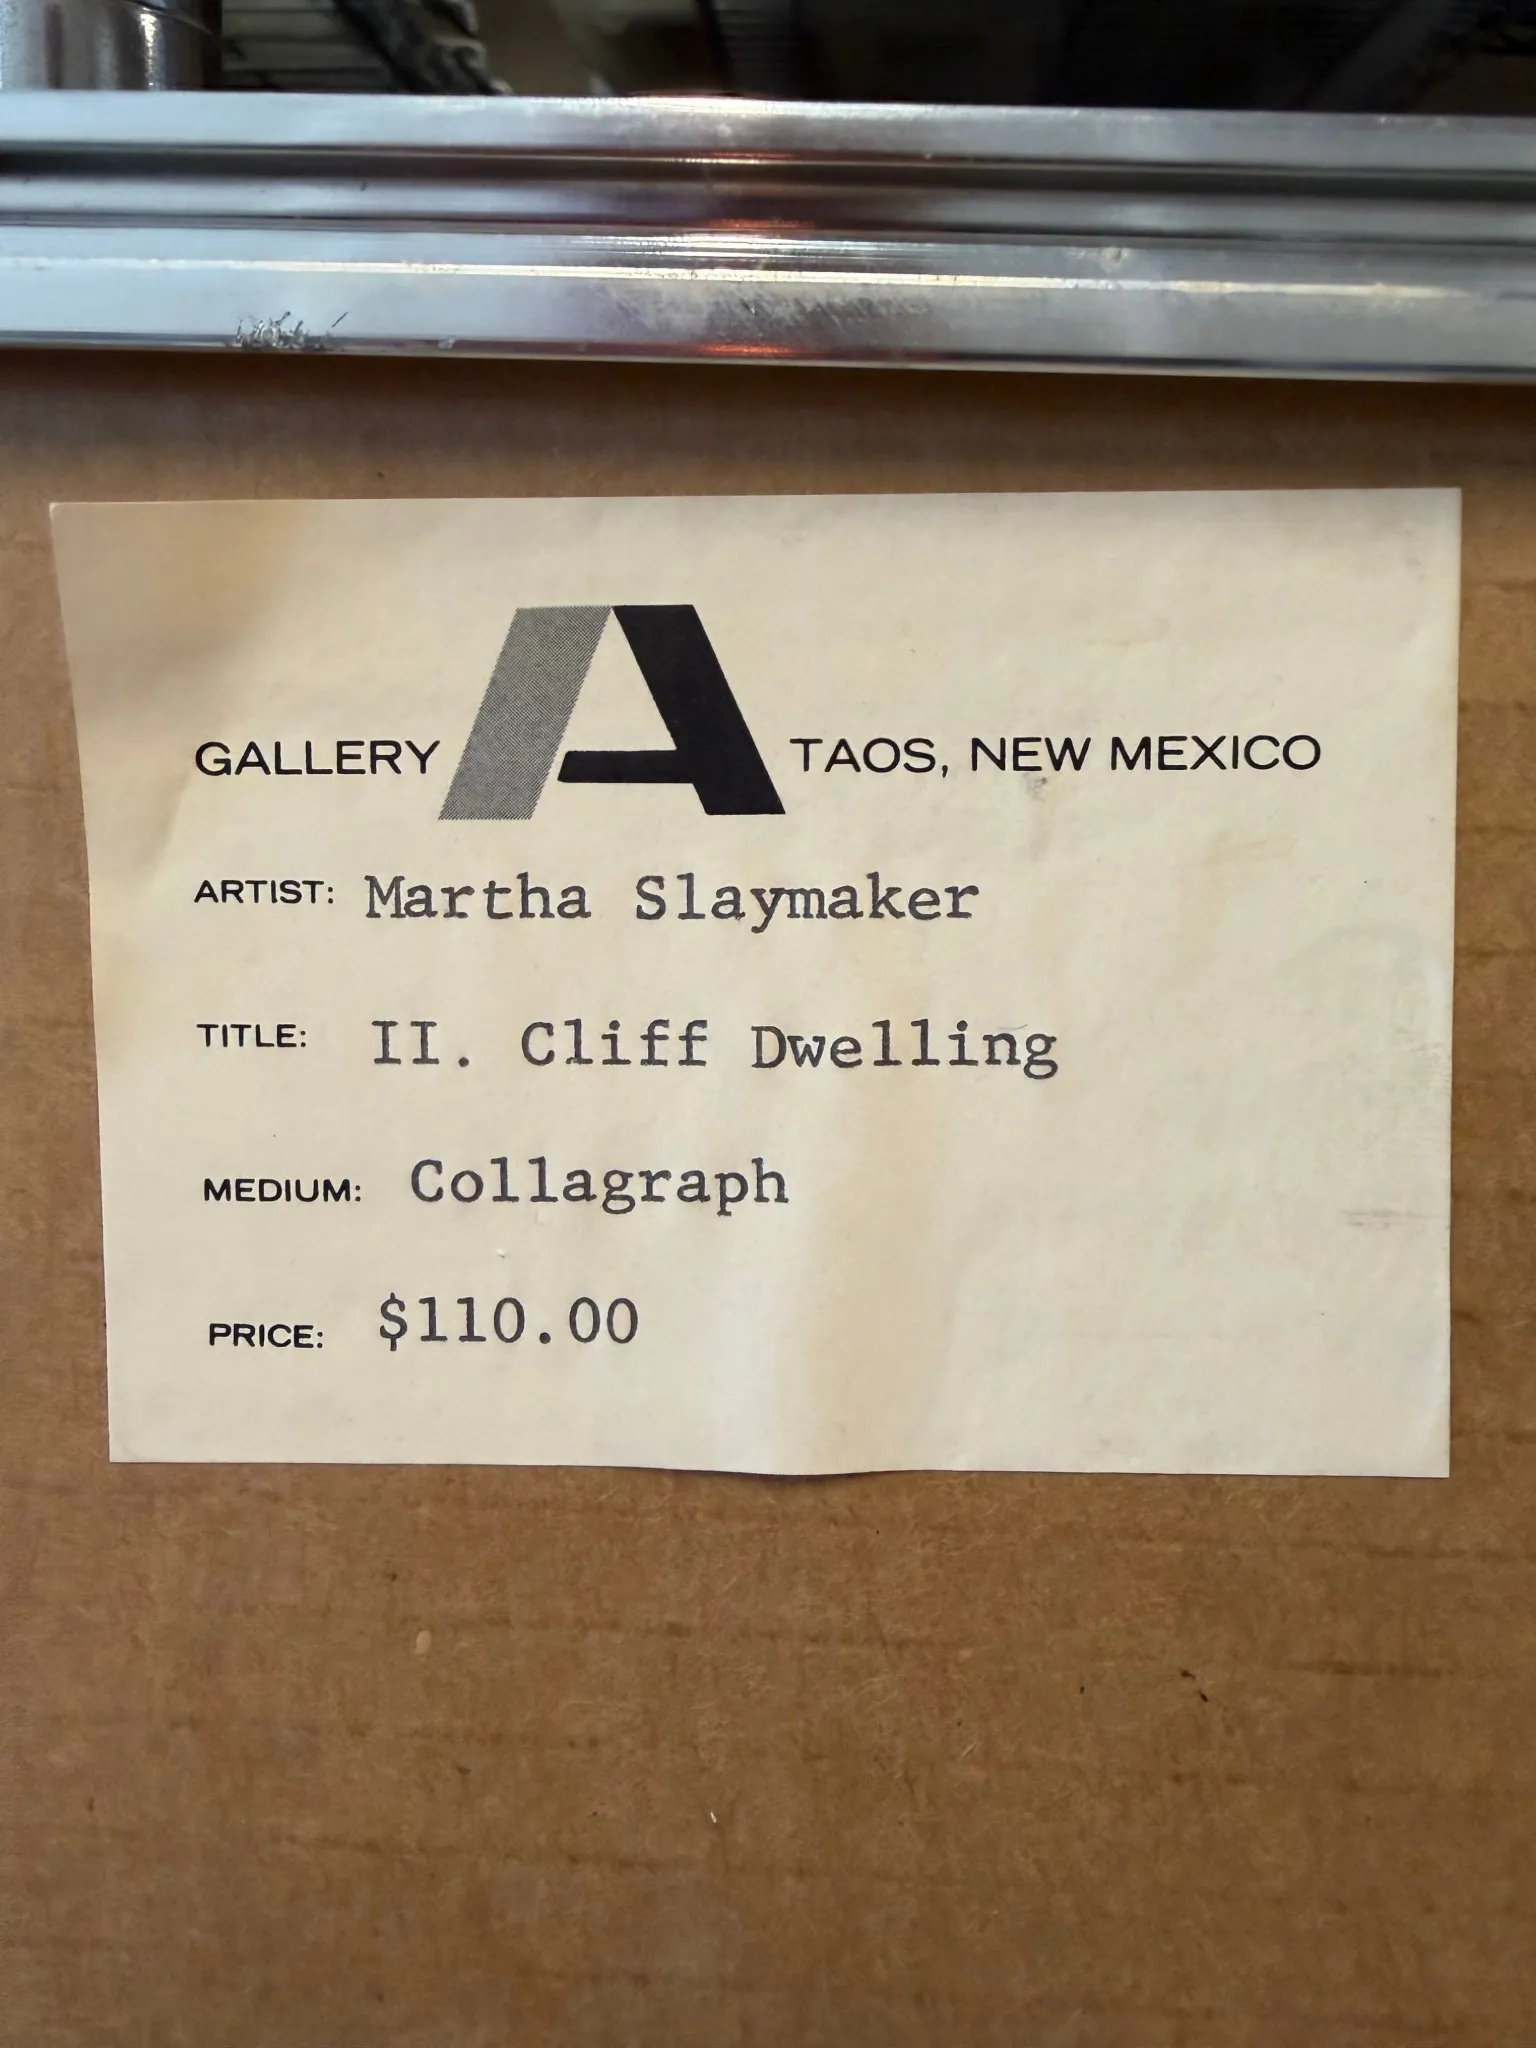 GALLERY A TAOS, NEW MEXICO
ARTIST: Martha Slaymaker
TITLE: II. Cliff Dwelling
MEDIUM: Collagraph
PRICE: $110.00